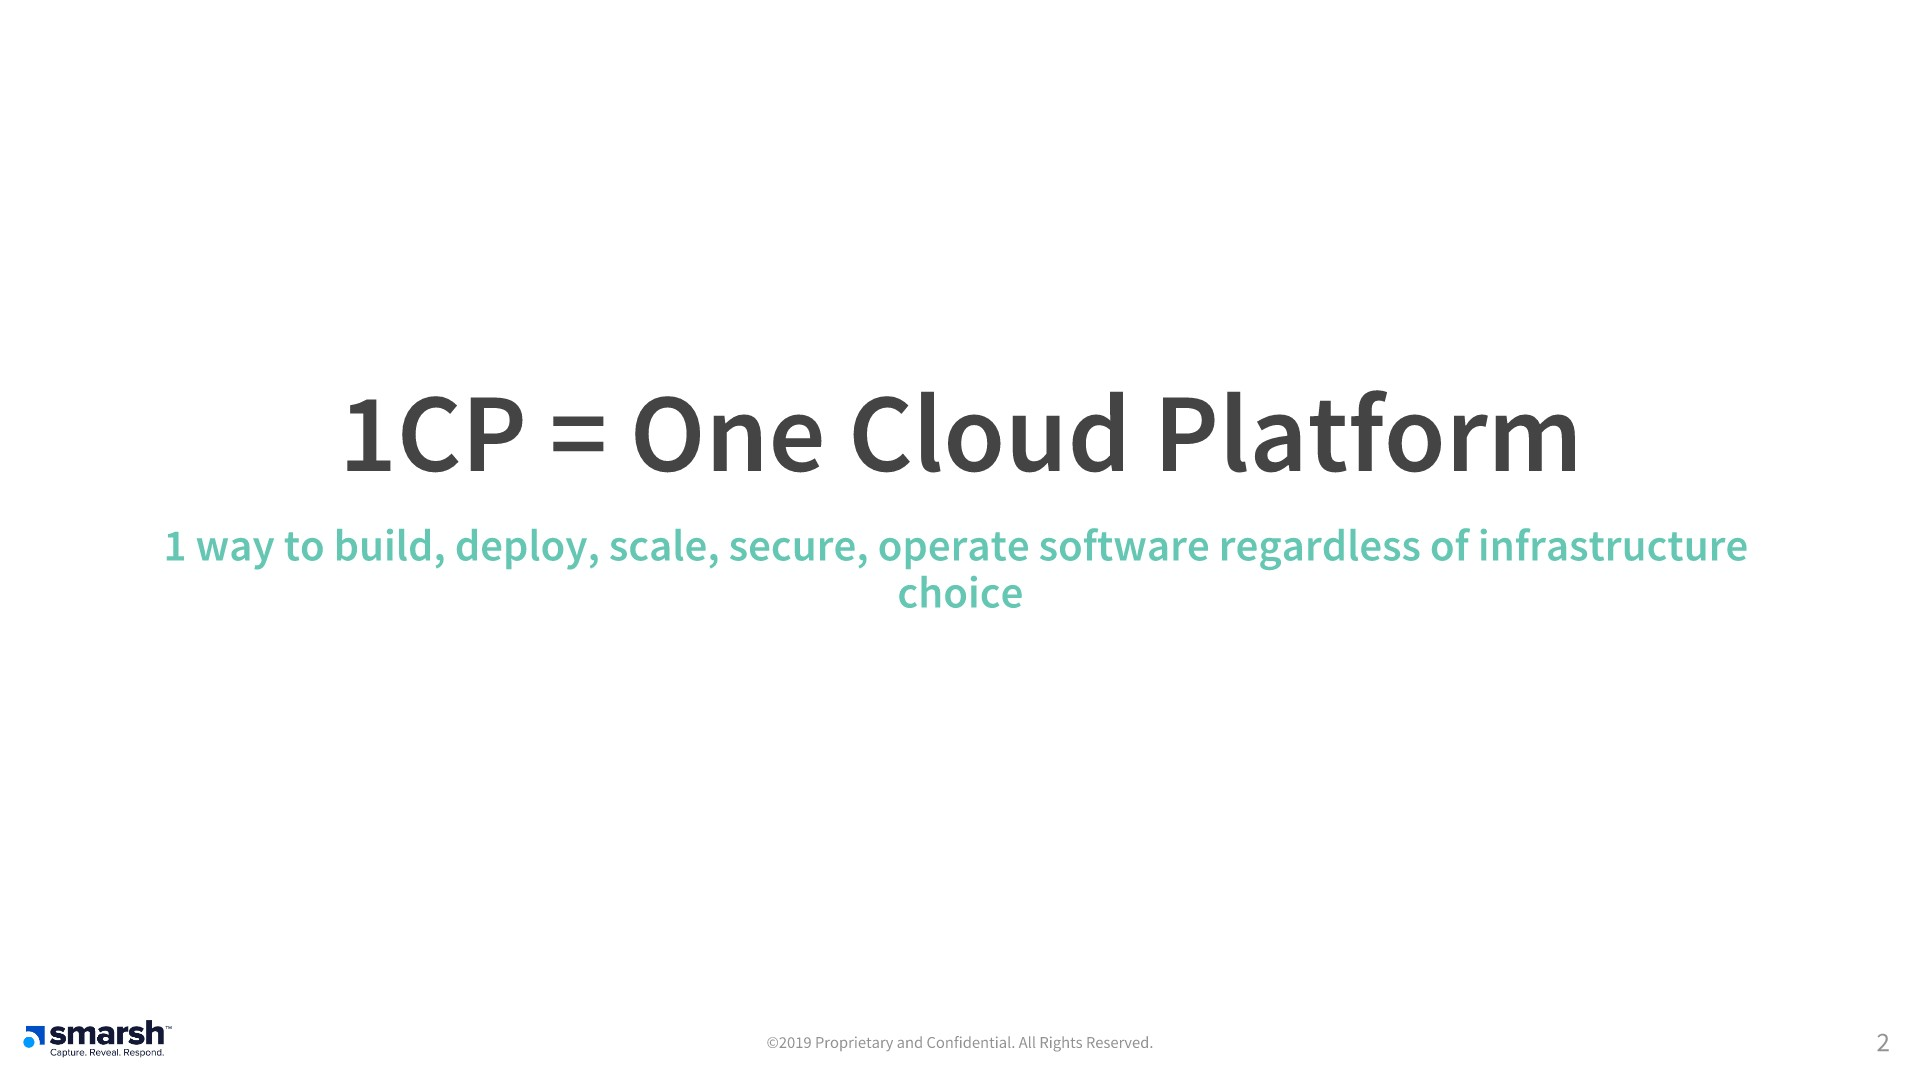 1CP = One Cloud Platform
1 way to build, deploy, scale, secure, operate software regardless of infrastructure
choice
smarsh™
Capture. Reveal. Respond.
©2019 Proprietary and Confidential. All Rights Reserved.
2